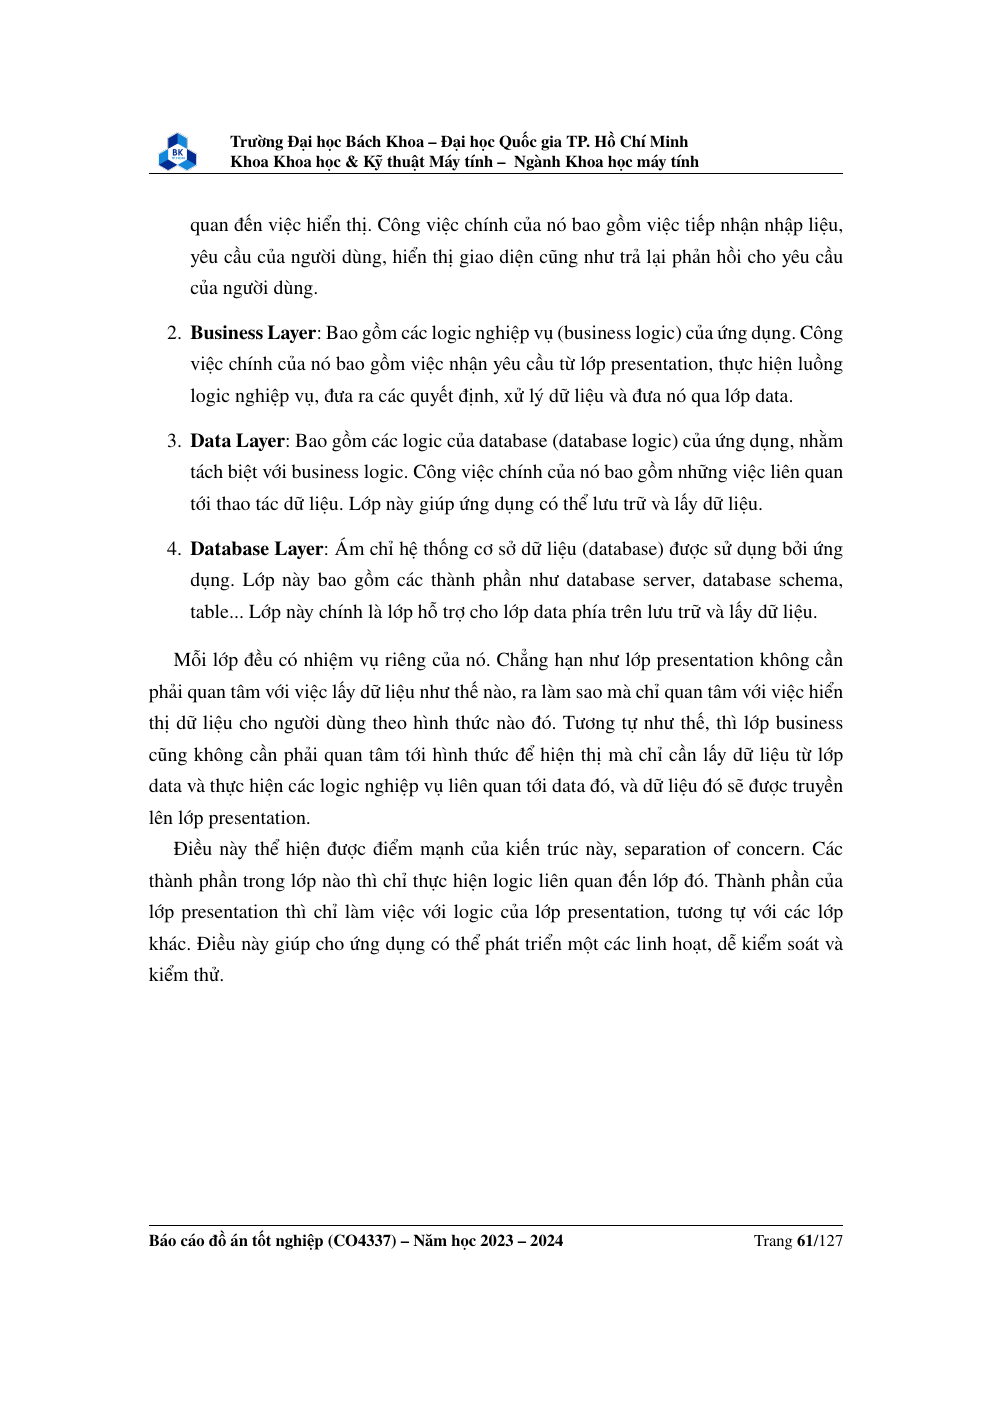 BK
Trường Đại học Bách Khoa – Đại học Quốc gia TP. Hồ Chí Minh
Khoa Khoa học & Kỹ thuật Máy tính – Ngành Khoa học máy tính
quan đến việc hiển thị. Công việc chính của nó bao gồm việc tiếp nhận nhập liệu,
yêu cầu của người dùng, hiển thị giao diện cũng như trả lại phản hồi cho yêu cầu
của người dùng.
2. Business Layer: Bao gồm các logic nghiệp vụ (business logic) của ứng dụng. Công
việc chính của nó bao gồm việc nhận yêu cầu từ lớp presentation, thực hiện luồng
logic nghiệp vụ, đưa ra các quyết định, xử lý dữ liệu và đưa nó qua lớp data.
3. Data Layer: Bao gồm các logic của database (database logic) của ứng dụng, nhằm
tách biệt với business logic. Công việc chính của nó bao gồm những việc liên quan
tới thao tác dữ liệu. Lớp này giúp ứng dụng có thể lưu trữ và lấy dữ liệu.
4. Database Layer: Ám chỉ hệ thống cơ sở dữ liệu (database) được sử dụng bởi ứng
dụng. Lớp này bao gồm các thành phần như database server, database schema,
table... Lớp này chính là lớp hỗ trợ cho lớp data phía trên lưu trữ và lấy dữ liệu.
Mỗi lớp đều có nhiệm vụ riêng của nó. Chẳng hạn như lớp presentation không cần
phải quan tâm với việc lấy dữ liệu như thế nào, ra làm sao mà chỉ quan tâm với việc hiển
thị dữ liệu cho người dùng theo hình thức nào đó. Tương tự như thế, thì lớp business
cũng không cần phải quan tâm tới hình thức để hiện thị mà chỉ cần lấy dữ liệu từ lớp
data và thực hiện các logic nghiệp vụ liên quan tới data đó, và dữ liệu đó sẽ được truyền
lên lớp presentation.
Điều này thể hiện được điểm mạnh của kiến trúc này, separation of concern. Các
thành phần trong lớp nào thì chỉ thực hiện logic liên quan đến lớp đó. Thành phần của
lớp presentation thì chỉ làm việc với logic của lớp presentation, tương tự với các lớp
khác. Điều này giúp cho ứng dụng có thể phát triển một các linh hoạt, dễ kiểm soát và
kiểm thử.
Báo cáo đồ án tốt nghiệp (CO4337) – Năm học 2023 – 2024 Trang 61/127